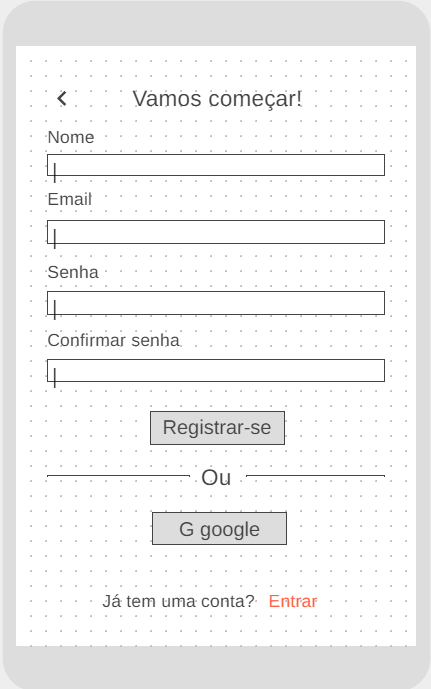 Vamos começar!
Nome
Email
Senha
Confirmar senha
Registrar-se
Ou
G google
Já tem uma conta? Entrar